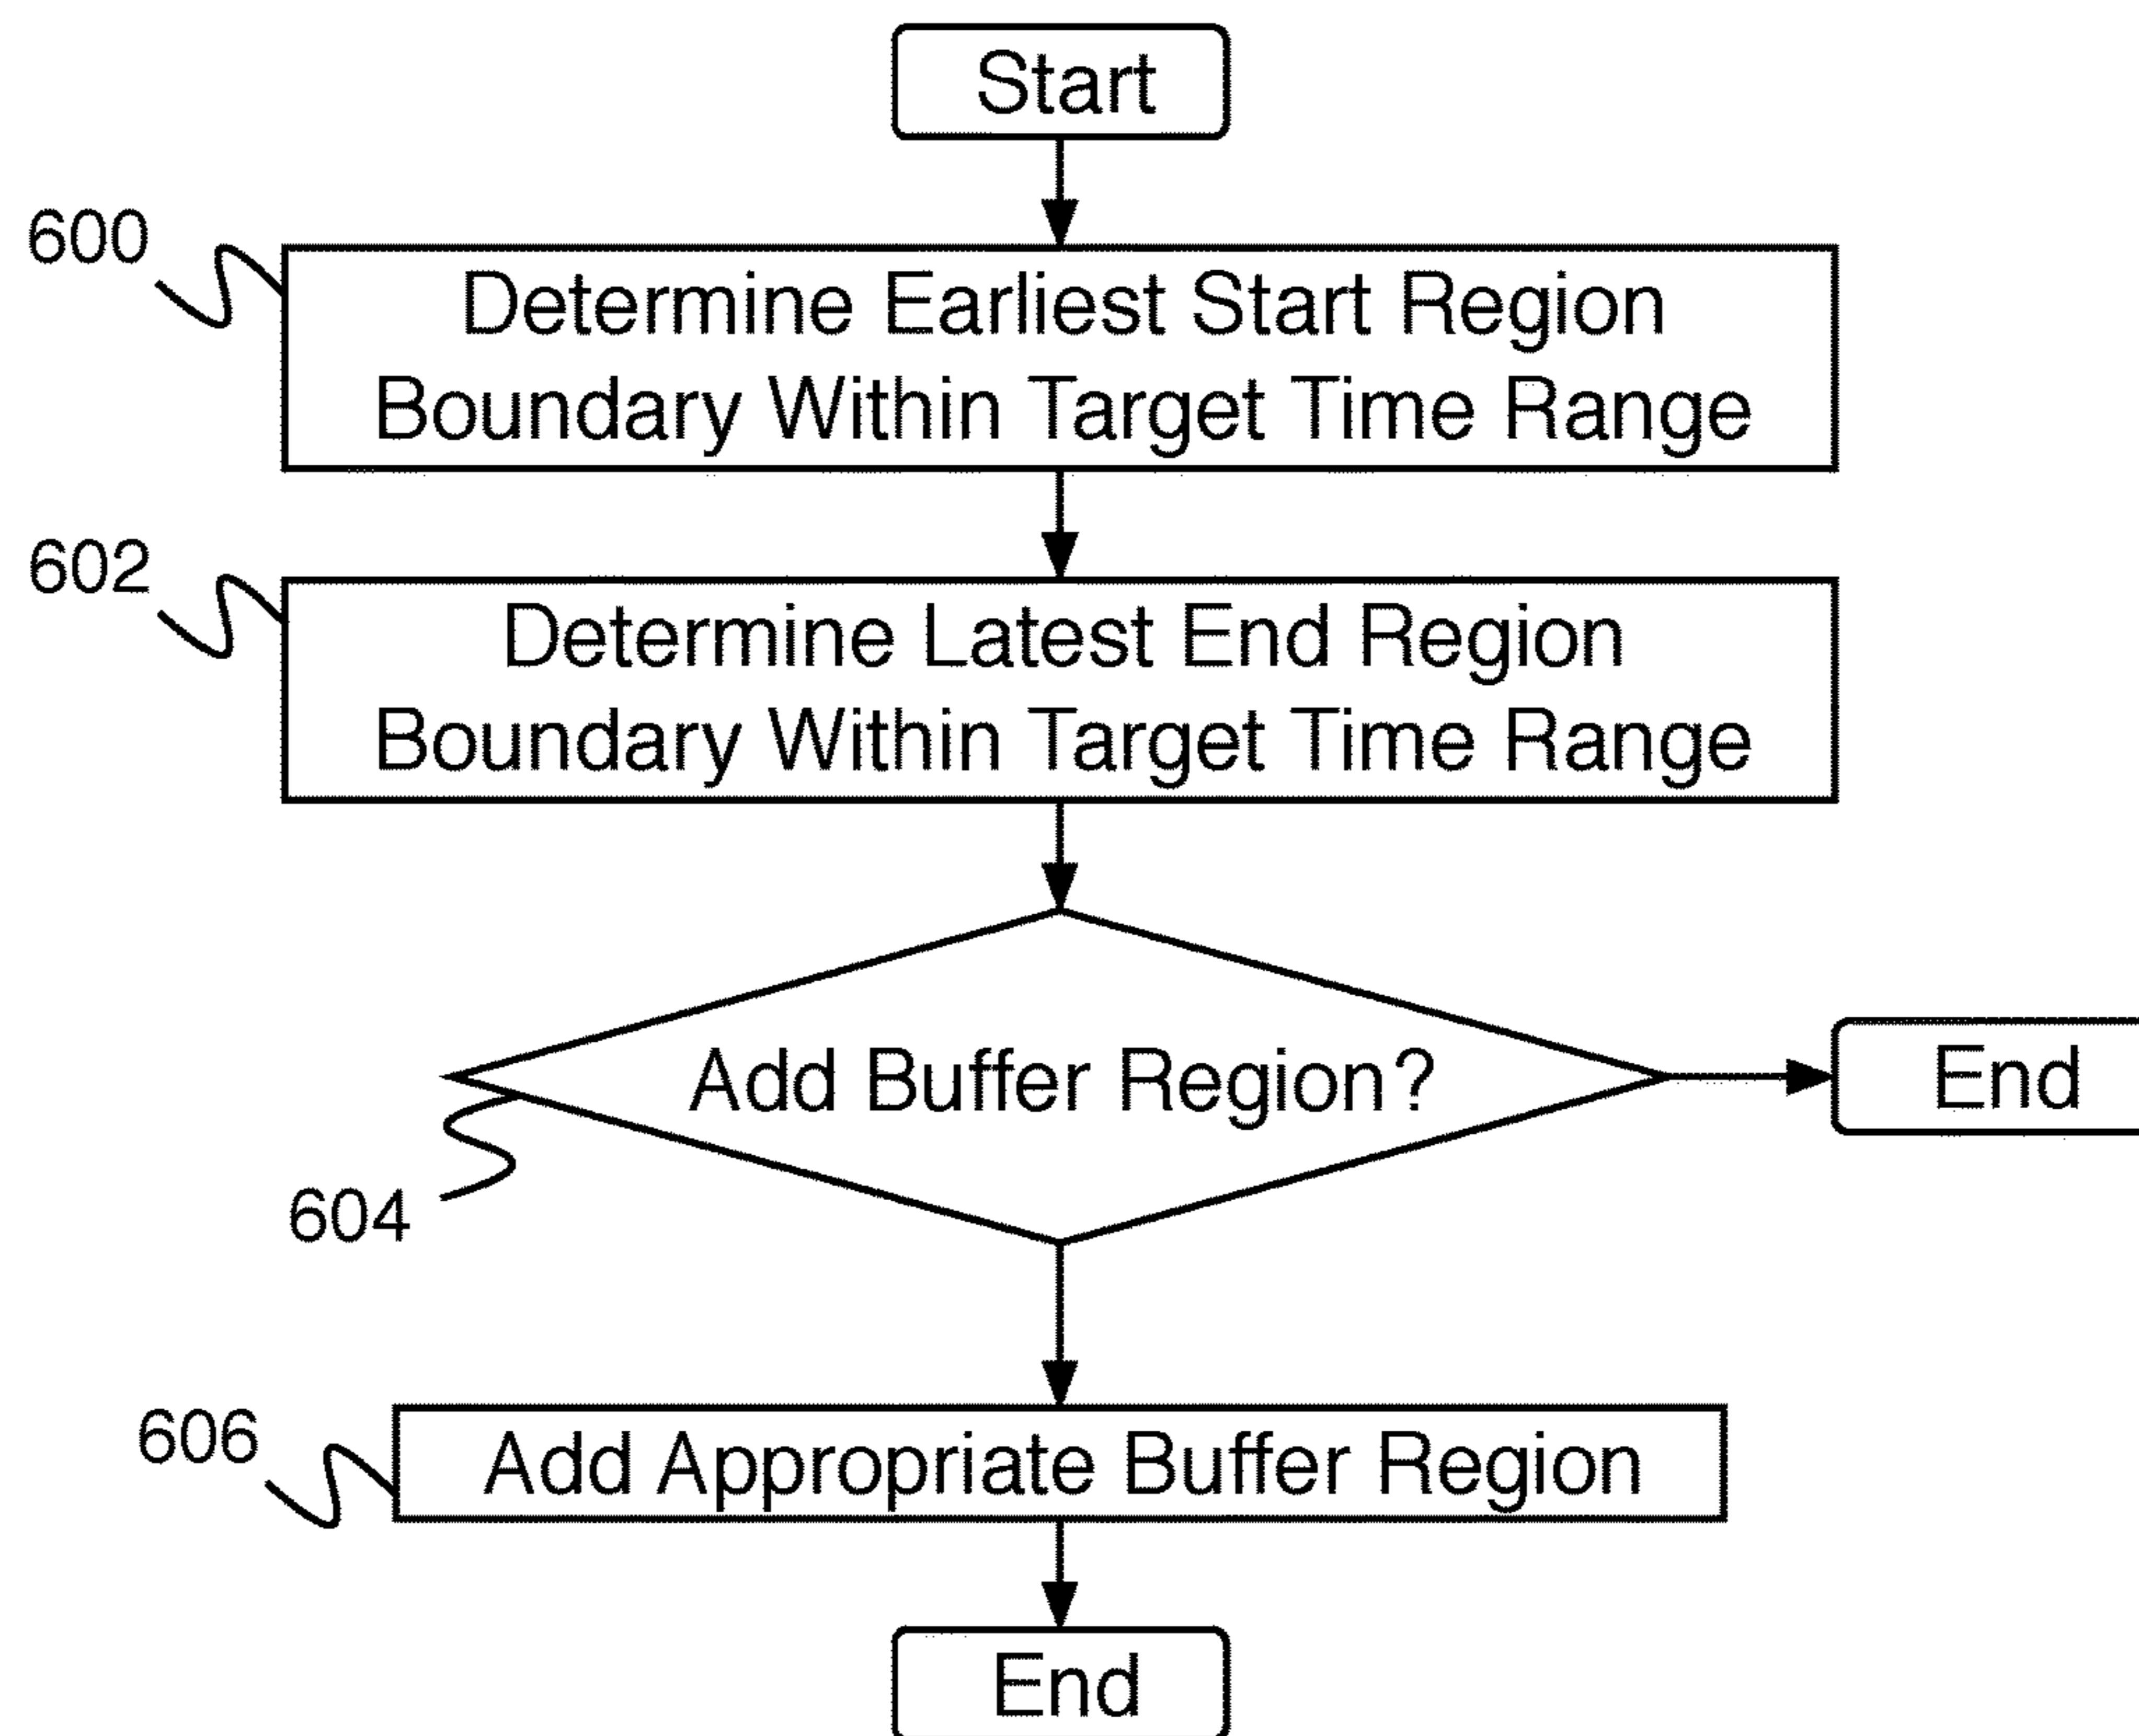 Start
600
Determine Earliest Start Region
Boundary Within Target Time Range
602
Determine Latest End Region
Boundary Within Target Time Range
Add Buffer Region?
End
604
606
Add Appropriate Buffer Region
End